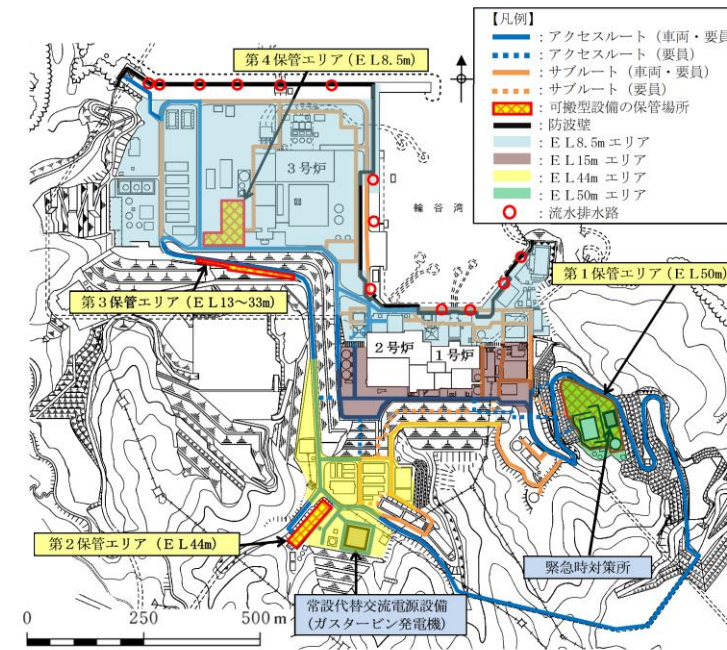 【凡例】
：アクセスルート（車両・要員
：アクセスルート（要員）
：サブルート（車両・要員）
：サブルート（要員）
：可搬型設備の保管場所
：防波壁
：ＥＬ8.5m エリア
：ＥＬ15m エリア
：ＥＬ44m エリア
：ＥＬ50m エリア
：流水排水路
第４保管エリア（ＥＬ8.5m）
３号炉
輪谷湾
第１保管エリア（ＥＬ50m）
第３保管エリア（ＥＬ13～33m）
２号炉
１号炉
第２保管エリア（ＥＬ44m）
緊急時対策所
常設代替交流電源設備
(ガスタービン発電機)
0 250 500 m